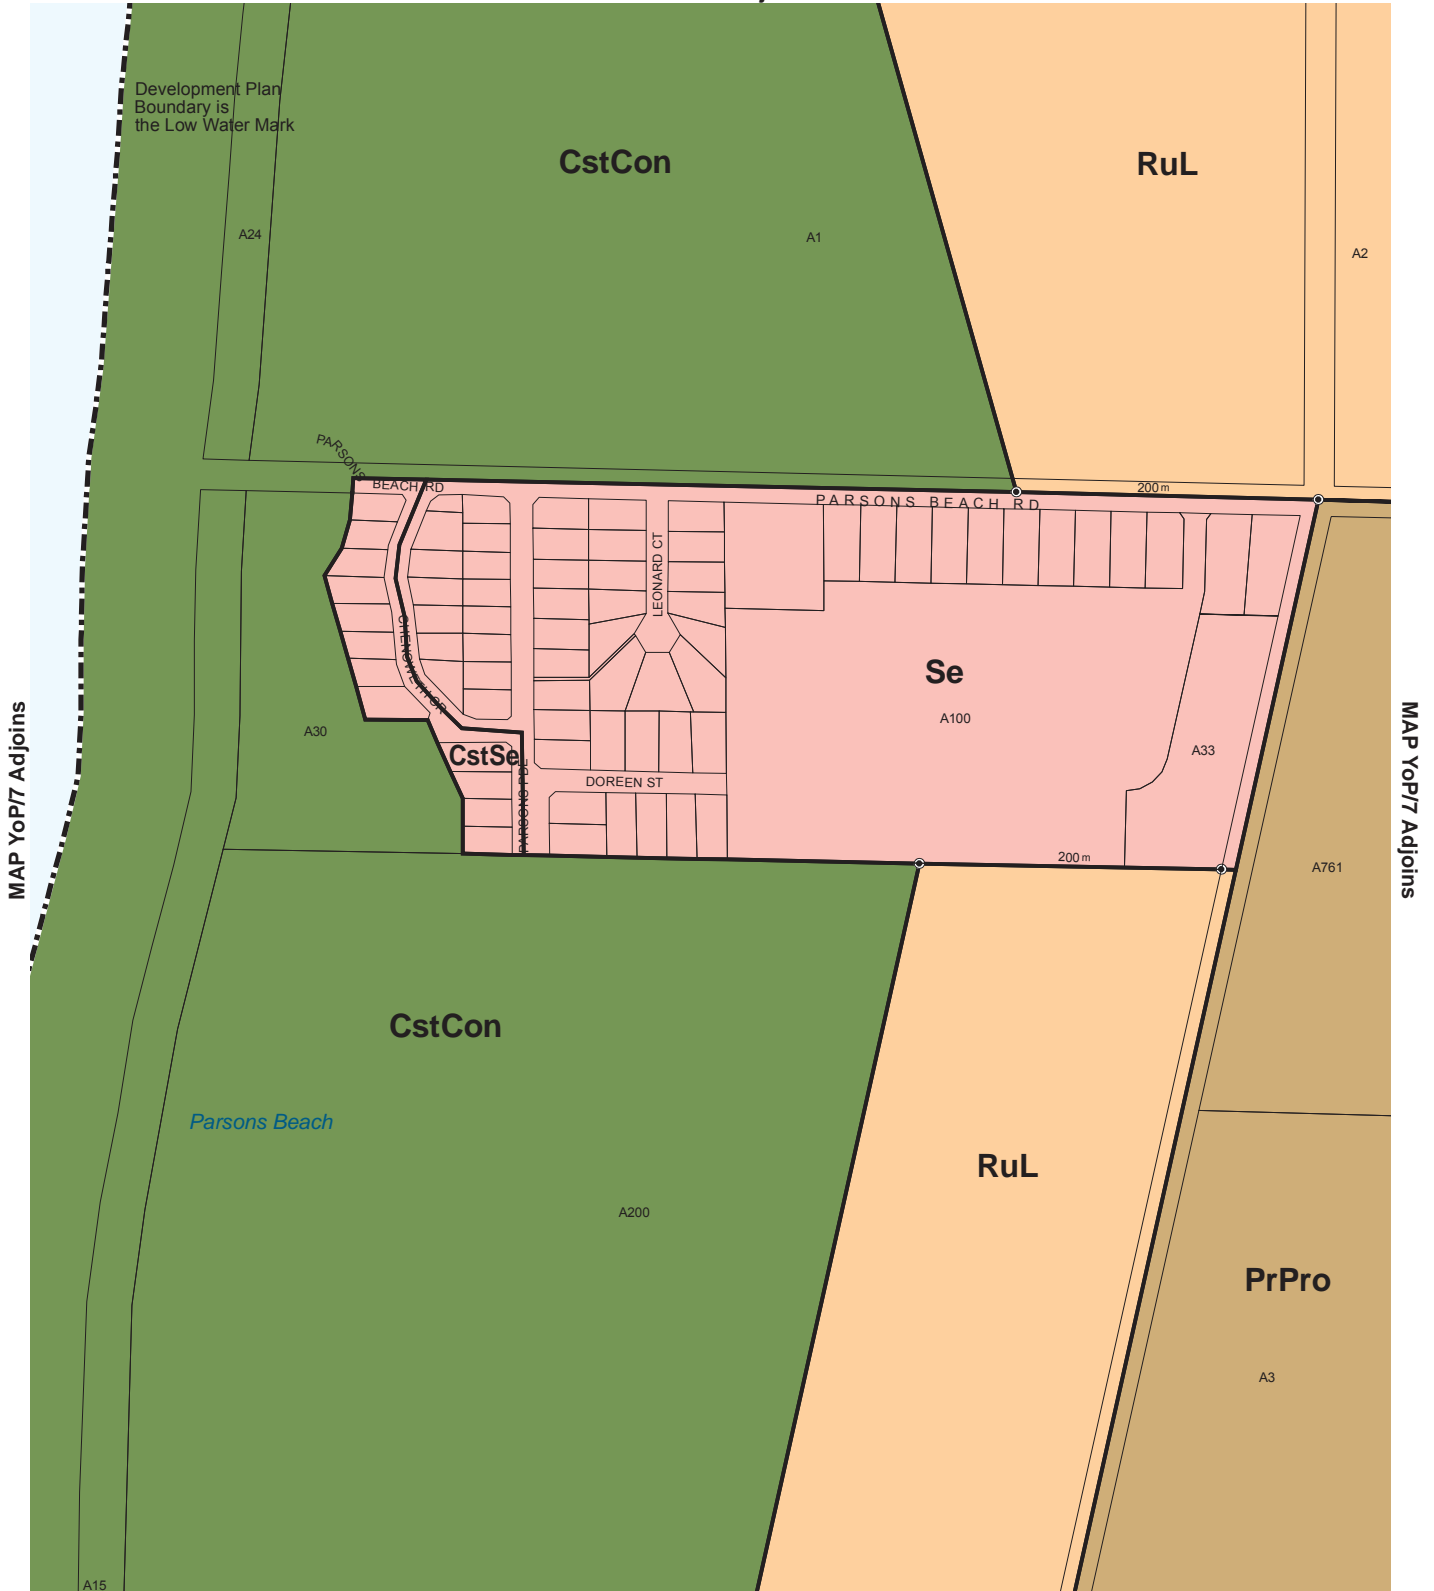 Development Plan
Boundary is
the Low Water Mark
CstCon
RuL
A24
A1
A2
PARSONS
BEACH RD
200 m
PARSONS BEACH RD
LEONARD CT
CHENOWETH CR
Se
A100
A30
A33
CstSe
PARSONS PDE
DOREEN ST
MAP YoP/7 Adjoins
MAP YoP/7 Adjoins
200 m
A761
CstCon
Parsons Beach
RuL
A200
PrPro
A3
A15